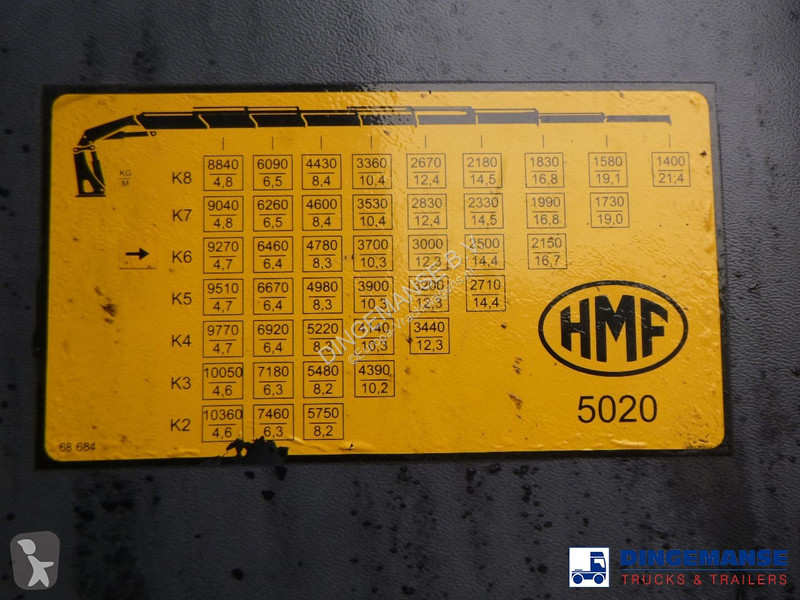 KG
M
K8 8840 6090 4430 3360 2670 2180 1830 1580 1400
4,8 6,5 8,4 10,4 12,4 14,5 16,8 19,1 21,4
K7 9040 6260 4600 3530 2830 2330 1990 1730
4,8 6,5 8,4 10,4 12,4 14,5 16,8 19,0
K6 9270 6460 4780 3700 3000 2500 2150
4,7 6,4 8,3 10,3 12,3 14,4 16,7
K5 9510 6670 4980 3900 3200 2710
4,7 6,4 8,3 10,3 12,3 14,4
K4 9770 6920 5220 4140 3440
4,7 6,4 8,3 10,3 12,3
K3 10050 7180 5480 4390
4,6 6,3 8,2 10,2
K2 10360 7460 5750
4,6 6,3 8,2
HMF
5020
68 684
DINGEMANSE B.V.
DINGEMANSE
TRUCKS & TRAILERS